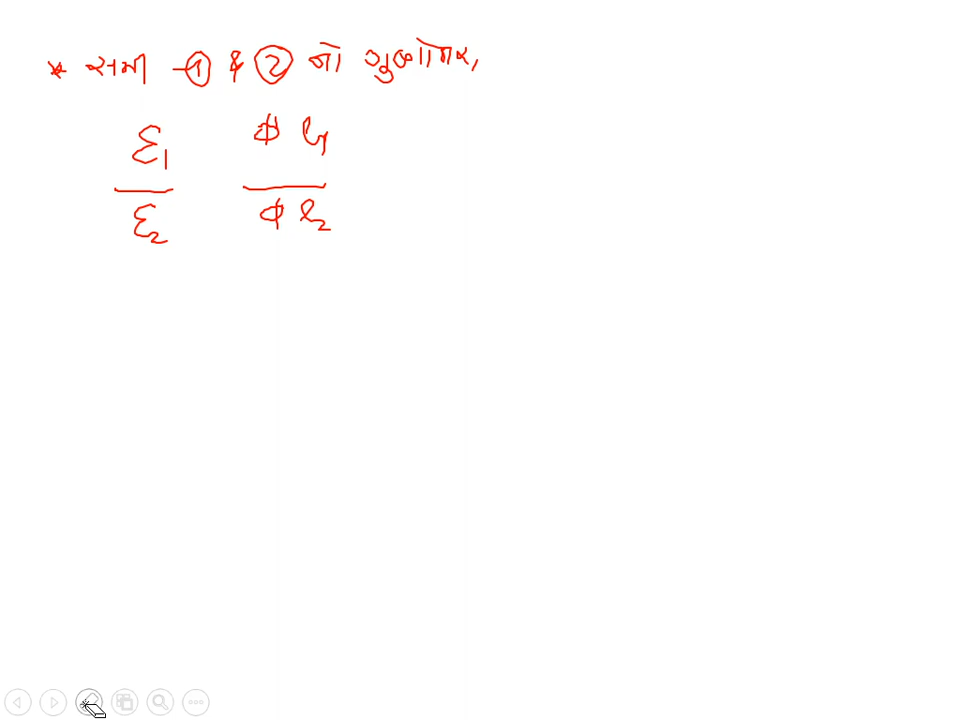 * સમી -① & ② નો ગુણોત્તર,
ε₁ ϕ l₁
ε₂ ϕ l₂